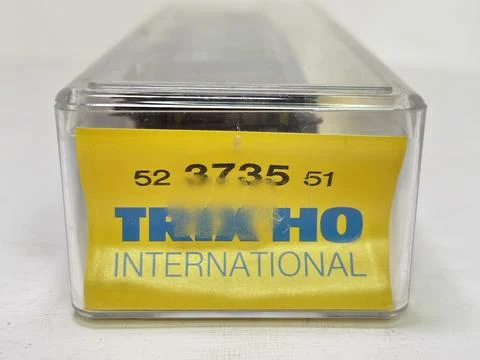 52 3735 51
TRIX HO
INTERNATIONAL